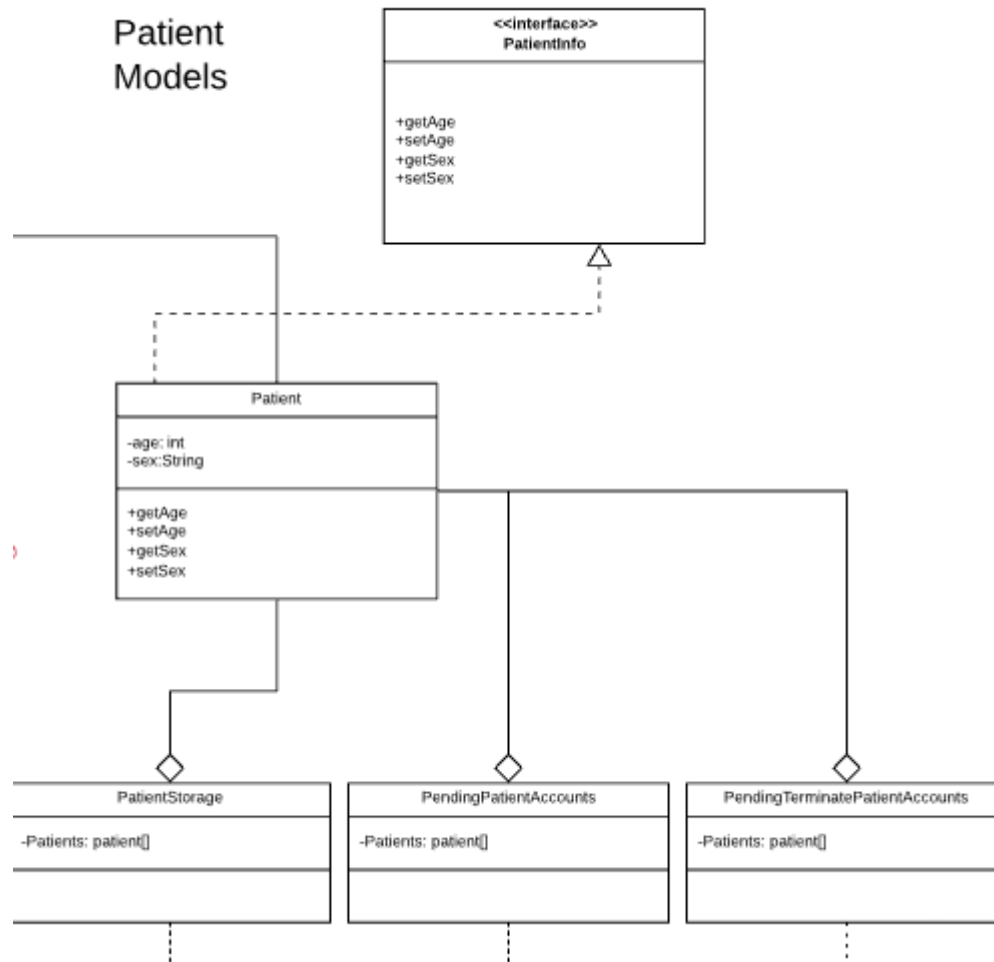 Patient
Models
<<interface>>
PatientInfo
+getAge
+setAge
+getSex
+setSex
Patient
-age: int
-sex:String
+getAge
+setAge
+getSex
+setSex
PatientStorage
-Patients: patient[]
PendingPatientAccounts
-Patients: patient[]
PendingTerminatePatientAccounts
-Patients: patient[]